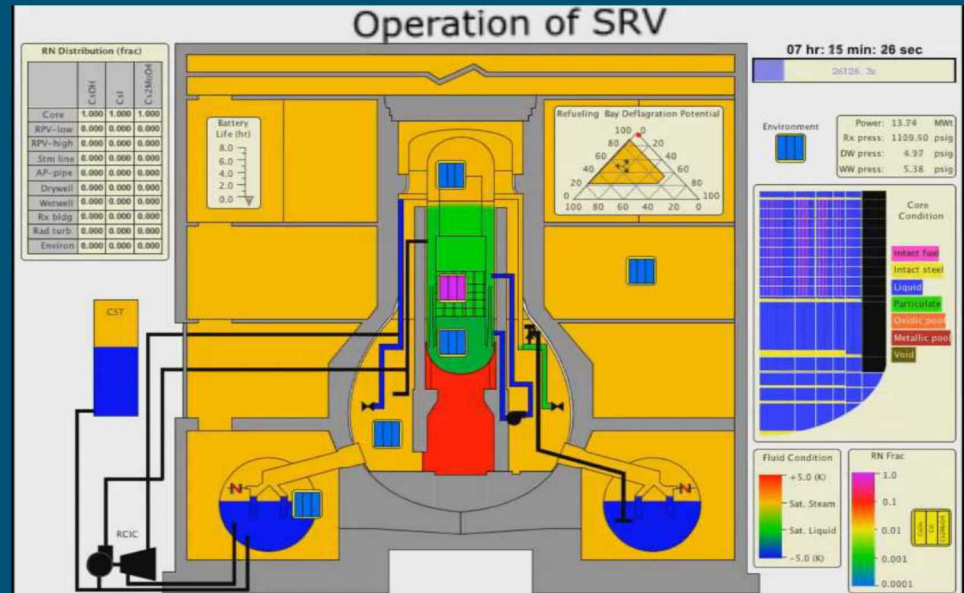 Operation of SRV
RN Distribution (frac)
CsOH CsI Cs2MoO4
Core 1.000 1.000 1.000
RPV-low 0.000 0.000 0.000
RPV-high 0.000 0.000 0.000
Stm line 0.000 0.000 0.000
AP-pipe 0.000 0.000 0.000
Drywell 0.000 0.000 0.000
Wetwell 0.000 0.000 0.000
Rx bldg 0.000 0.000 0.000
Rad turb 0.000 0.000 0.000
Environ 0.000 0.000 0.000
Battery
Life (hr)
8.0
6.0
4.0
2.0
0.0
Refueling Bay Deflagration Potential
100 0
80 20
60 40
40 60
20 80
0 100
100 80 60 40 20 0
07 hr: 15 min: 26 sec
26126.3s
Environment
Power: 13.74 MWt
Rx press: 1109.60 psig
DW press: 4.97 psig
WW press: 5.38 psig
Core
Condition
Intact fuel
Intact steel
Liquid
Particulate
Oxidic pool
Metallic pool
Void
CST
RCIC
Fluid Condition
+5.0 (K)
Sat. Steam
Sat. Liquid
-5.0 (K)
RN Frac
1.0
0.1
0.01
0.001
0.0001
CsOH
CsI
Cs2MoO4